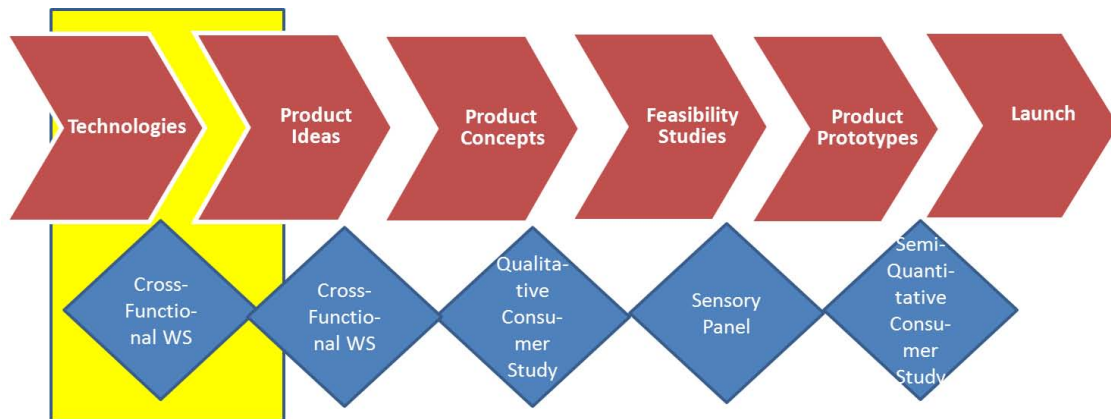 Technologies
Product
Ideas
Product
Concepts
Feasibility
Studies
Product
Prototypes
Launch
Cross-
Functio-
nal WS
Cross-
Functio-
nal WS
Qualita-
tive
Consu-
mer
Study
Sensory
Panel
Semi-
Quanti-
tative
Consu-
mer
Study